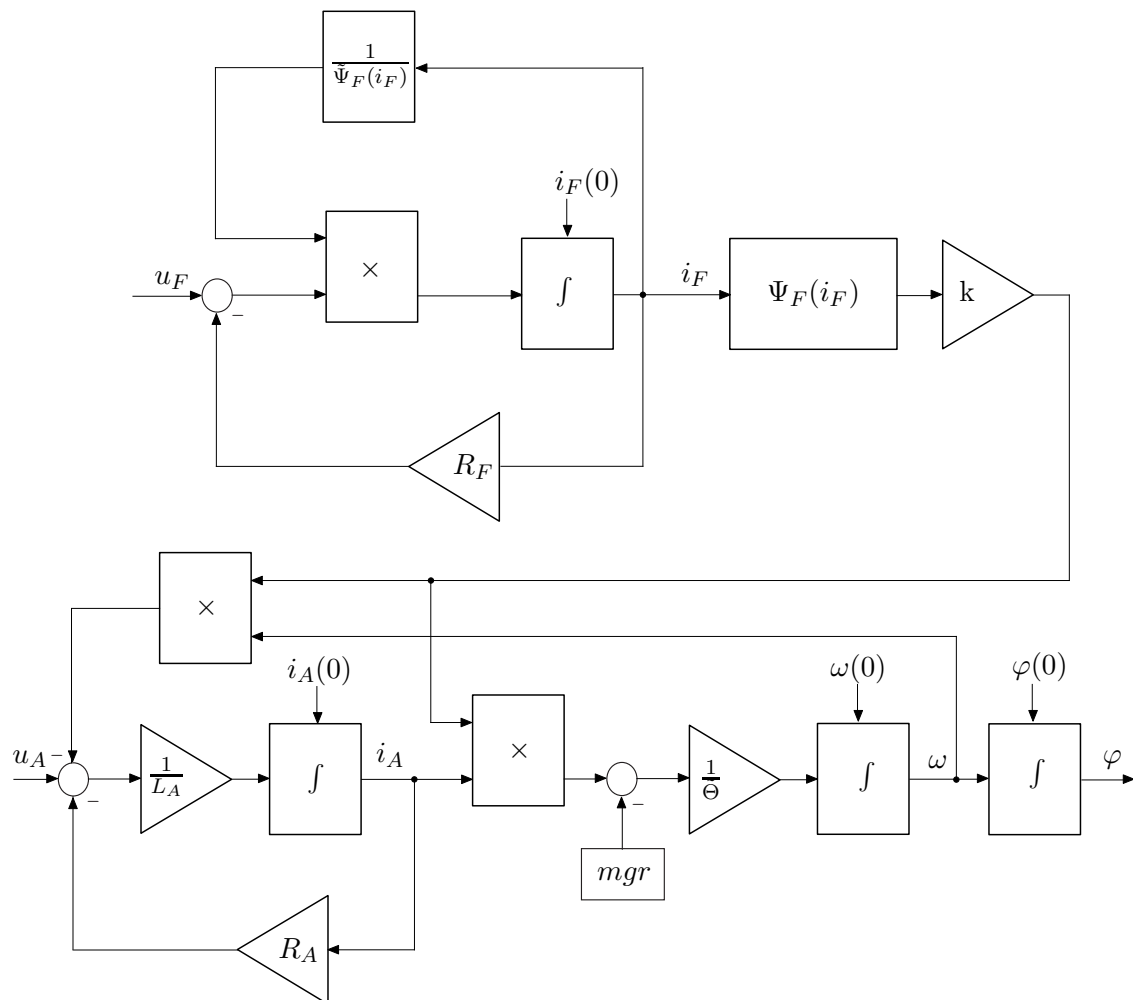 1
Ψ̃_F(i_F)
i_F(0)
u_F
×
∫
i_F
Ψ_F(i_F)
k
–
R_F
×
i_A(0)
ω(0)
φ(0)
u_A
–
1
L_A
∫
i_A
×
1
Θ
∫
ω
∫
φ
–
–
mgr
R_A